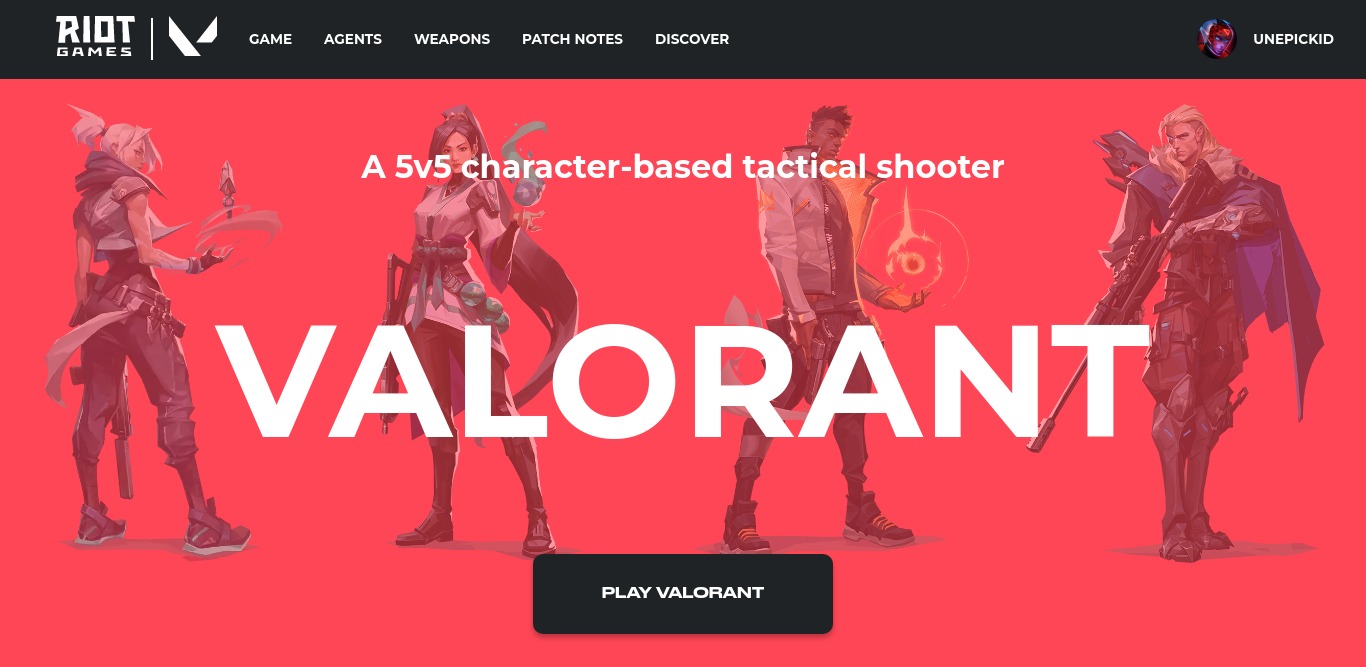 RIOT
GAMES
GAME
AGENTS
WEAPONS
PATCH NOTES
DISCOVER
UNEPICKID
A 5v5 character-based tactical shooter
VALORANT
PLAY VALORANT